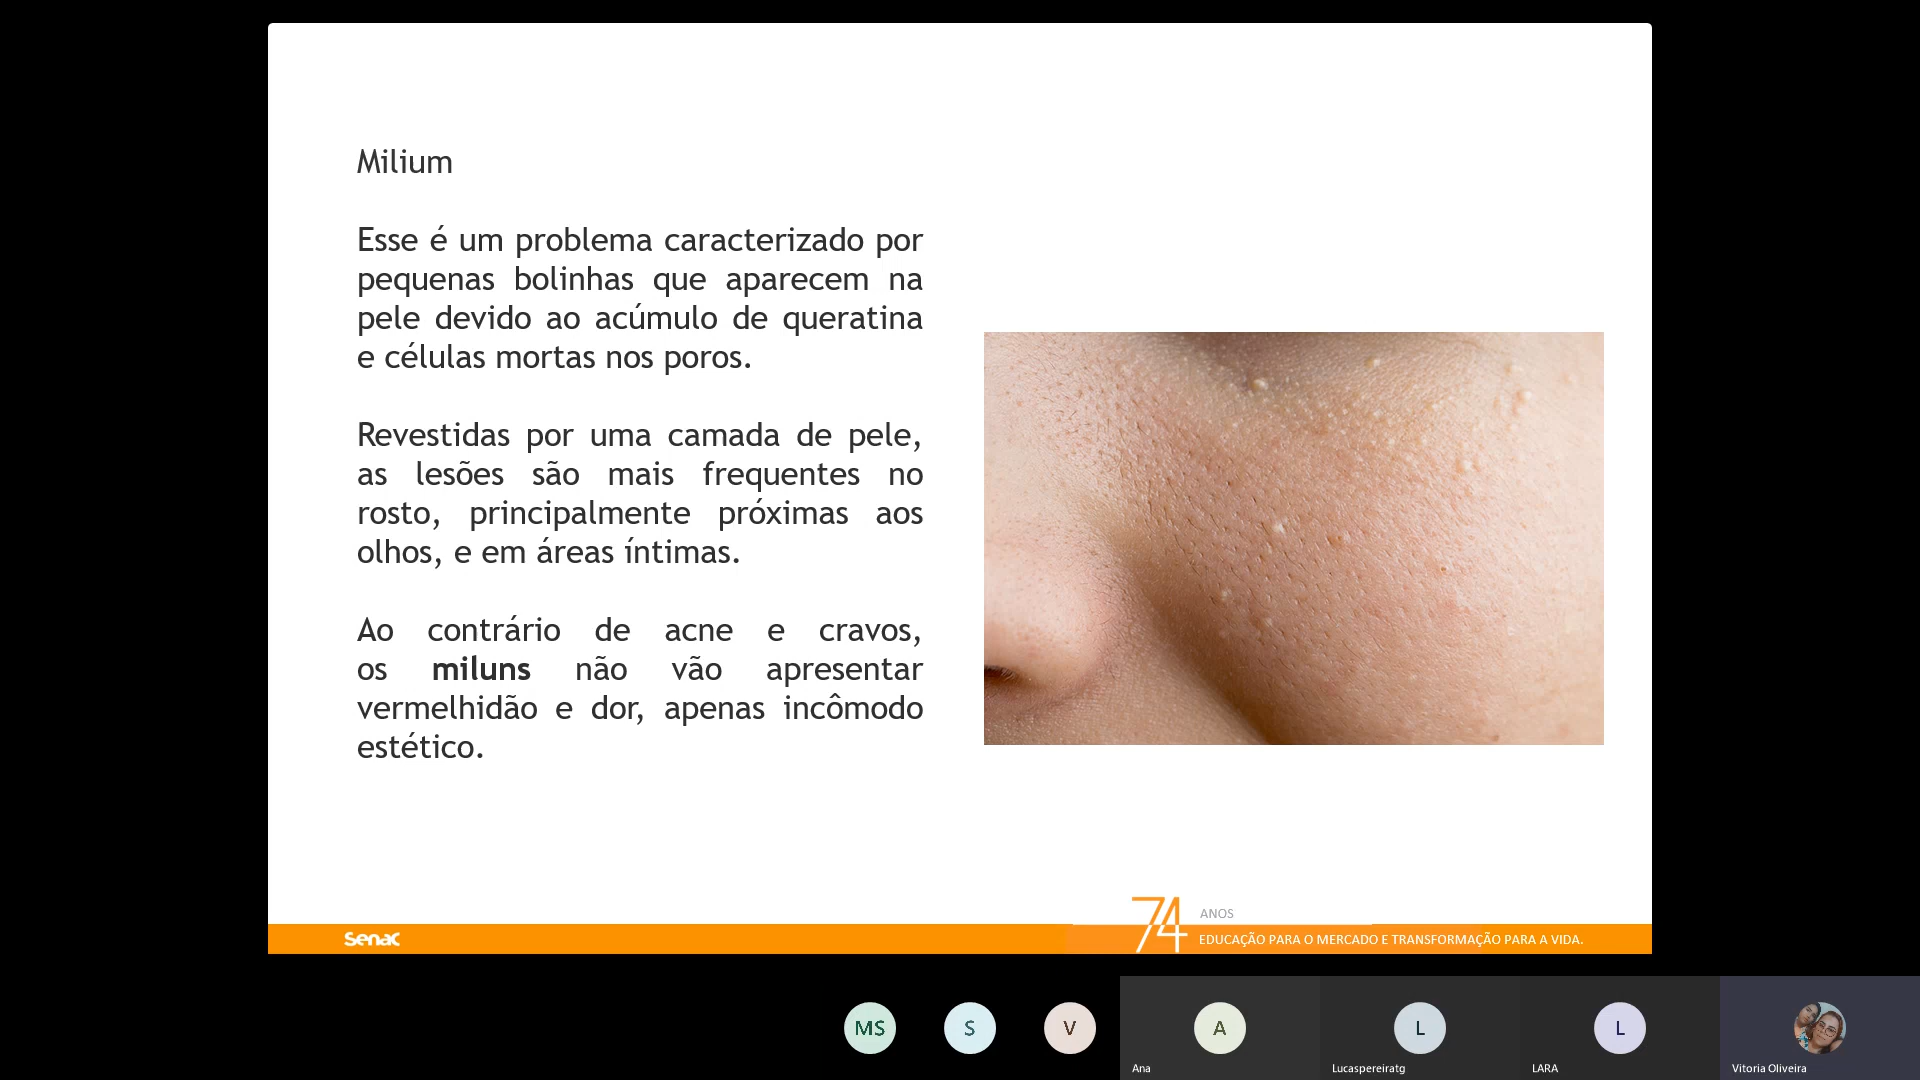 Milium
Esse é um problema caracterizado por
pequenas bolinhas que aparecem na
pele devido ao acúmulo de queratina
e células mortas nos poros.
Revestidas por uma camada de pele,
as lesões são mais frequentes no
rosto, principalmente próximas aos
olhos, e em áreas íntimas.
Ao contrário de acne e cravos,
os miluns não vão apresentar
vermelhidão e dor, apenas incômodo
estético.
senac
74 ANOS
EDUCAÇÃO PARA O MERCADO E TRANSFORMAÇÃO PARA A VIDA.
MS
S
V
A
L
L
Ana
Lucaspereiratg
LARA
Vitoria Oliveira